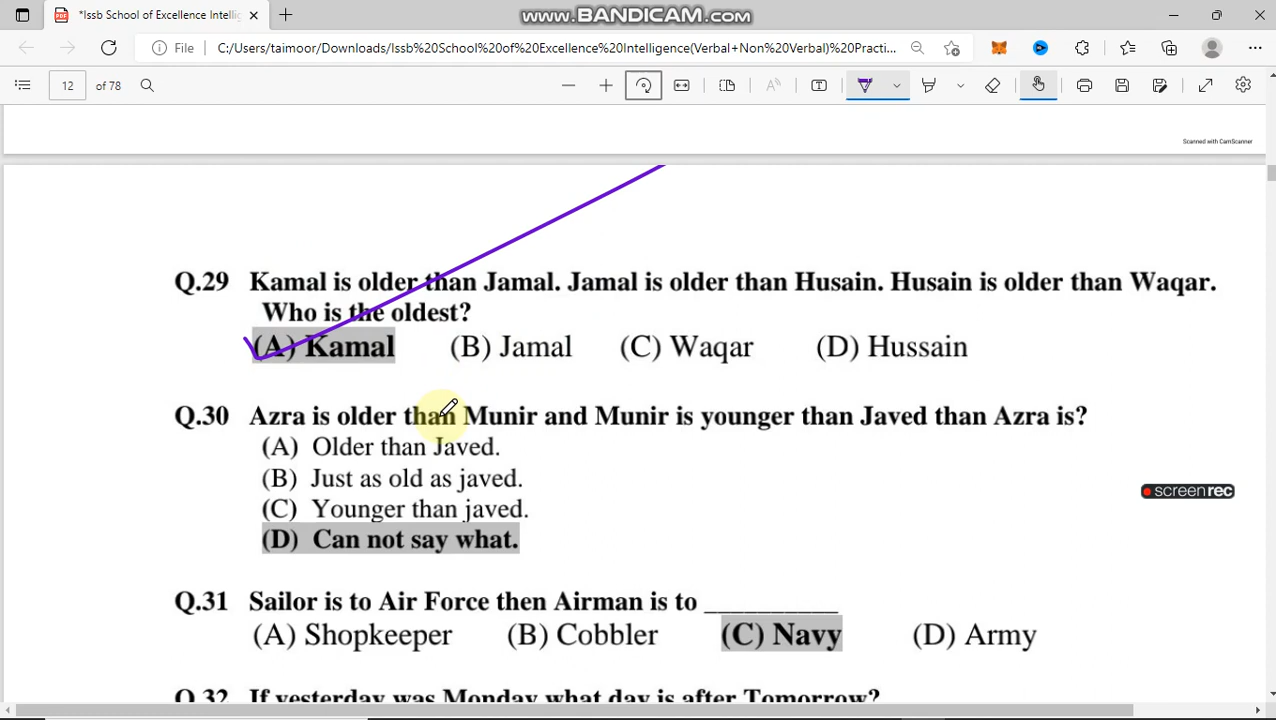 *Issb School of Excellence Intelli
www.BANDICAM.com
File C:/Users/taimoor/Downloads/Issb%20School%20of%20Excellence%20Intelligence(Verbal+Non%20Verbal)%20Practi...
12 of 78
Scanned with CamScanner
Q.29 Kamal is older than Jamal. Jamal is older than Husain. Husain is older than Waqar.
Who is the oldest?
(A) Kamal (B) Jamal (C) Waqar (D) Hussain
Q.30 Azra is older than Munir and Munir is younger than Javed than Azra is?
(A) Older than Javed.
(B) Just as old as javed.
(C) Younger than javed.
(D) Can not say what.
screenrec
Q.31 Sailor is to Air Force then Airman is to __________
(A) Shopkeeper (B) Cobbler (C) Navy (D) Army
Q.32 If yesterday was Monday what day is after Tomorrow?